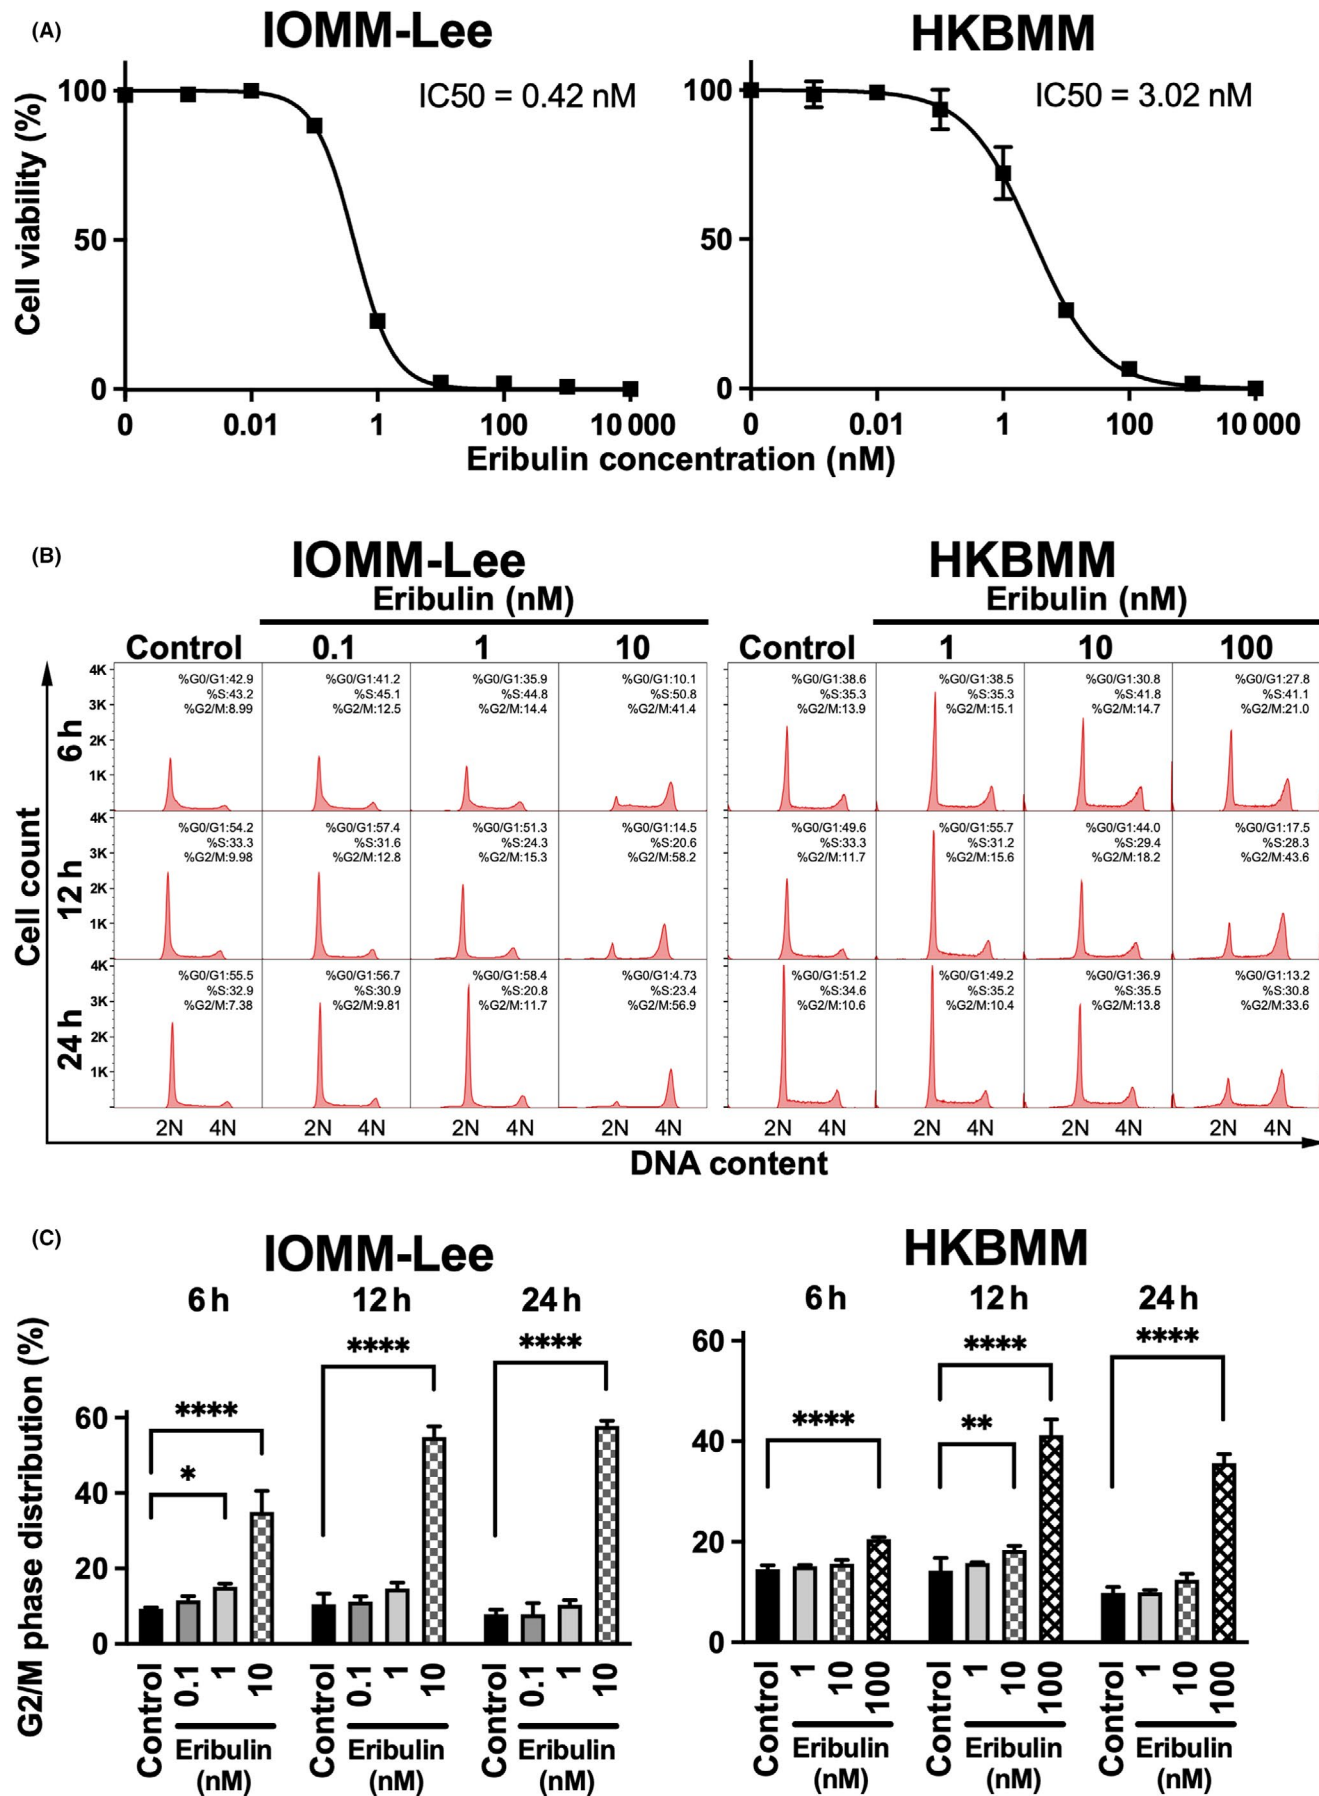 (A)
IOMM-Lee
HKBMM
Cell viability (%)
100
50
0
IC50 = 0.42 nM
0 0.01 1 100 10 000
100
50
0
IC50 = 3.02 nM
0 0.01 1 100 10 000
Eribulin concentration (nM)
(B)
IOMM-Lee
HKBMM
Eribulin (nM)
Eribulin (nM)
Control 0.1 1 10
Control 1 10 100
Cell count
6 h
4K
3K
2K
1K
%G0/G1:42.9
%S:43.2
%G2/M:8.99
%G0/G1:41.2
%S:45.1
%G2/M:12.5
%G0/G1:35.9
%S:44.8
%G2/M:14.4
%G0/G1:10.1
%S:50.8
%G2/M:41.4
%G0/G1:38.6
%S:35.3
%G2/M:13.9
%G0/G1:38.5
%S:35.3
%G2/M:15.1
%G0/G1:30.8
%S:41.8
%G2/M:14.7
%G0/G1:27.8
%S:41.1
%G2/M:21.0
12 h
4K
3K
2K
1K
%G0/G1:54.2
%S:33.3
%G2/M:9.98
%G0/G1:57.4
%S:31.6
%G2/M:12.8
%G0/G1:51.3
%S:24.3
%G2/M:15.3
%G0/G1:14.5
%S:20.6
%G2/M:58.2
%G0/G1:49.6
%S:33.3
%G2/M:11.7
%G0/G1:55.7
%S:31.2
%G2/M:15.6
%G0/G1:44.0
%S:29.4
%G2/M:18.2
%G0/G1:17.5
%S:28.3
%G2/M:43.6
24 h
4K
3K
2K
1K
%G0/G1:55.5
%S:32.9
%G2/M:7.38
%G0/G1:56.7
%S:30.9
%G2/M:9.81
%G0/G1:58.4
%S:20.8
%G2/M:11.7
%G0/G1:4.73
%S:23.4
%G2/M:56.9
%G0/G1:51.2
%S:34.6
%G2/M:10.6
%G0/G1:49.2
%S:35.2
%G2/M:10.4
%G0/G1:36.9
%S:35.5
%G2/M:13.8
%G0/G1:13.2
%S:30.8
%G2/M:33.6
2N 4N 2N 4N 2N 4N 2N 4N 2N 4N 2N 4N 2N 4N 2N 4N
DNA content
(C)
IOMM-Lee
HKBMM
G2/M phase distribution (%)
6 h 12 h 24 h
60
40
20
0
****
*
****
****
Control 0.1 1 10 Control 0.1 1 10 Control 0.1 1 10
Eribulin Eribulin Eribulin
(nM) (nM) (nM)
6 h 12 h 24 h
60
40
20
0
****
****
**
****
Control 1 10 100 Control 1 10 100 Control 1 10 100
Eribulin Eribulin Eribulin
(nM) (nM) (nM)